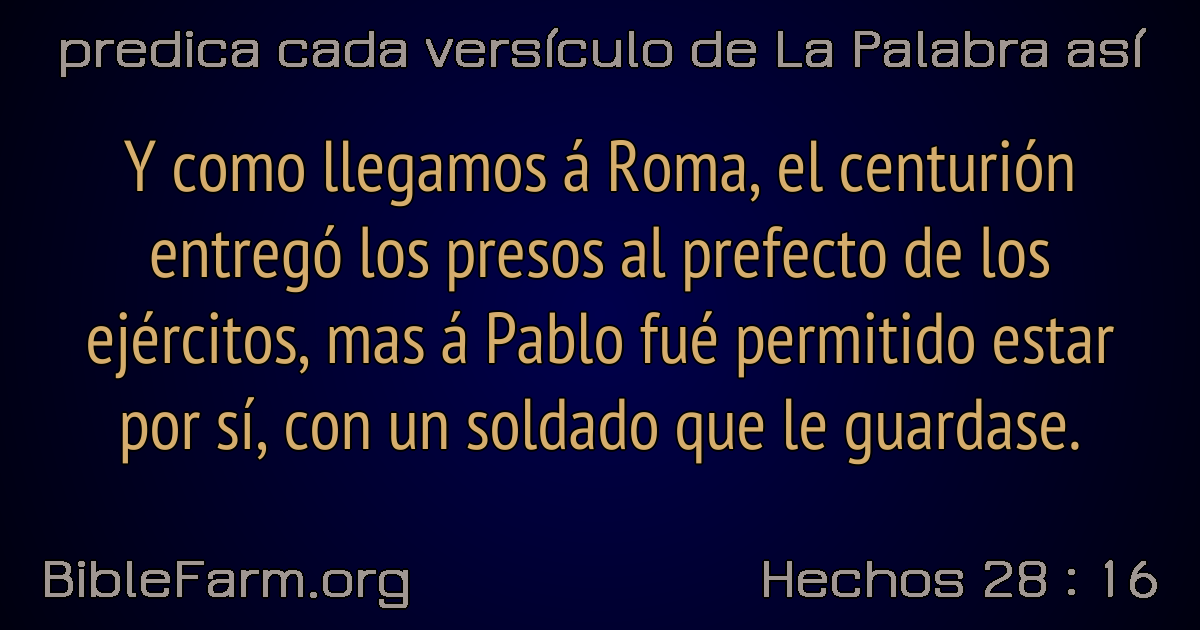 predica cada versículo de La Palabra así
Y como llegamos á Roma, el centurión
entregó los presos al prefecto de los
ejércitos, mas á Pablo fué permitido estar
por sí, con un soldado que le guardase.
BibleFarm.org
Hechos 28 : 16